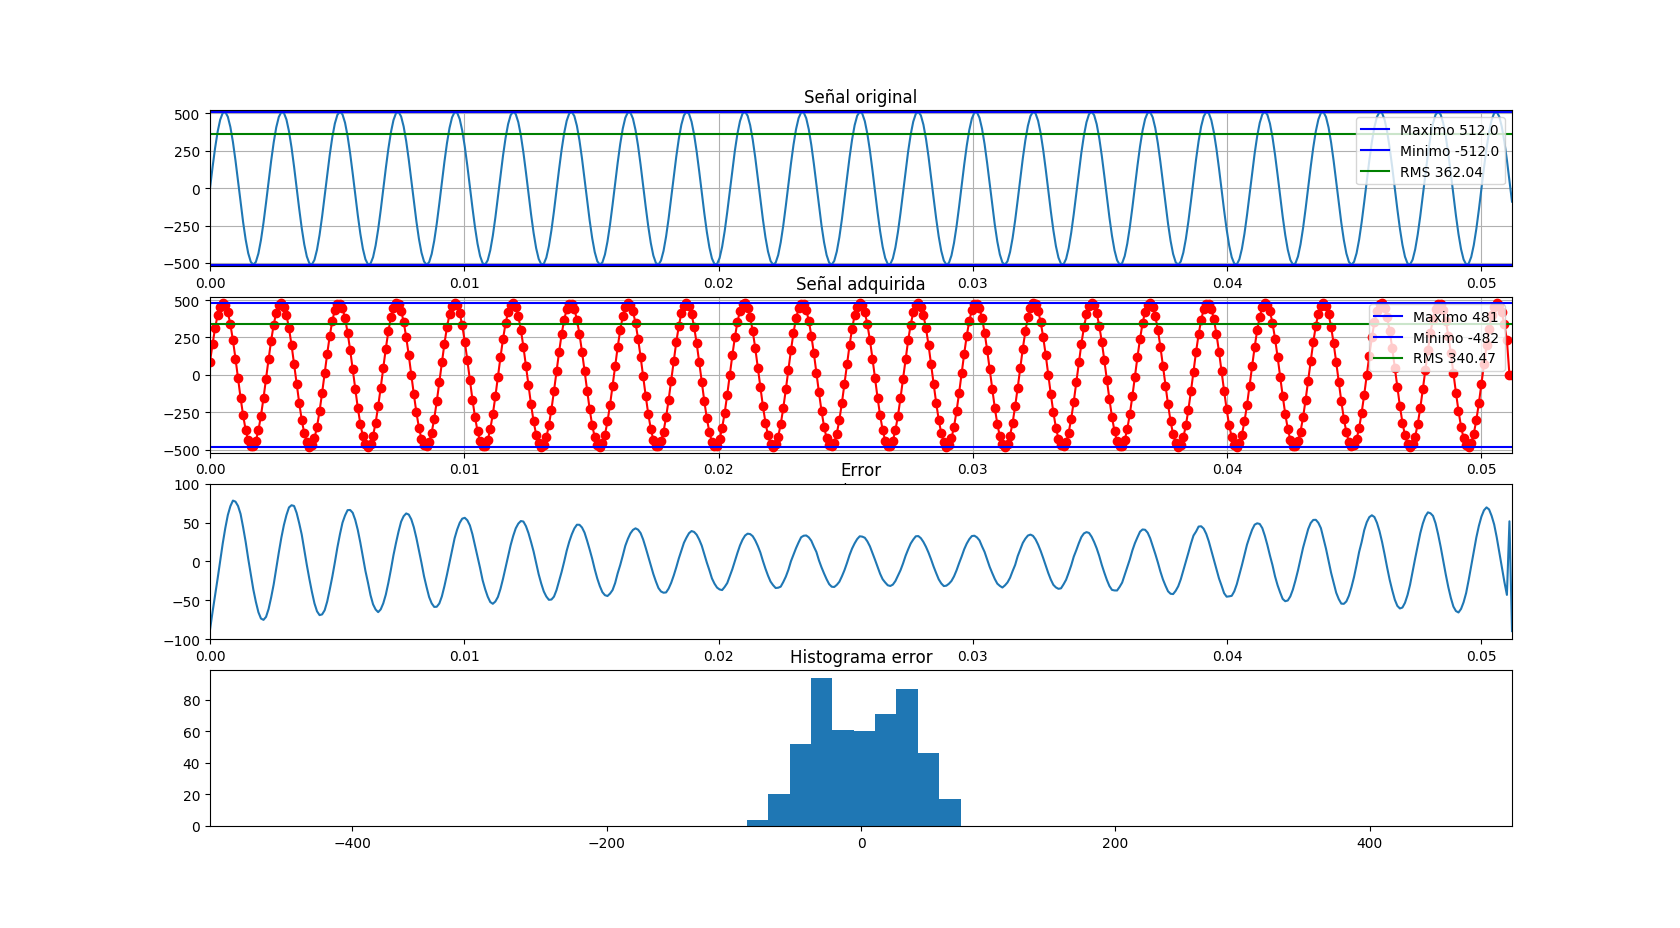 Señal original
500
250
0
−250
−500
Maximo 512.0
Minimo -512.0
RMS 362.04
0.00 0.01 0.02 0.03 0.04 0.05
Señal adquirida
500
250
0
−250
−500
Maximo 481
Minimo -482
RMS 340.47
0.00 0.01 0.02 0.03 0.04 0.05
Error
100
50
0
−50
−100
0.00 0.01 0.02 0.03 0.04 0.05
Histograma error
80
60
40
20
0
−400 −200 0 200 400